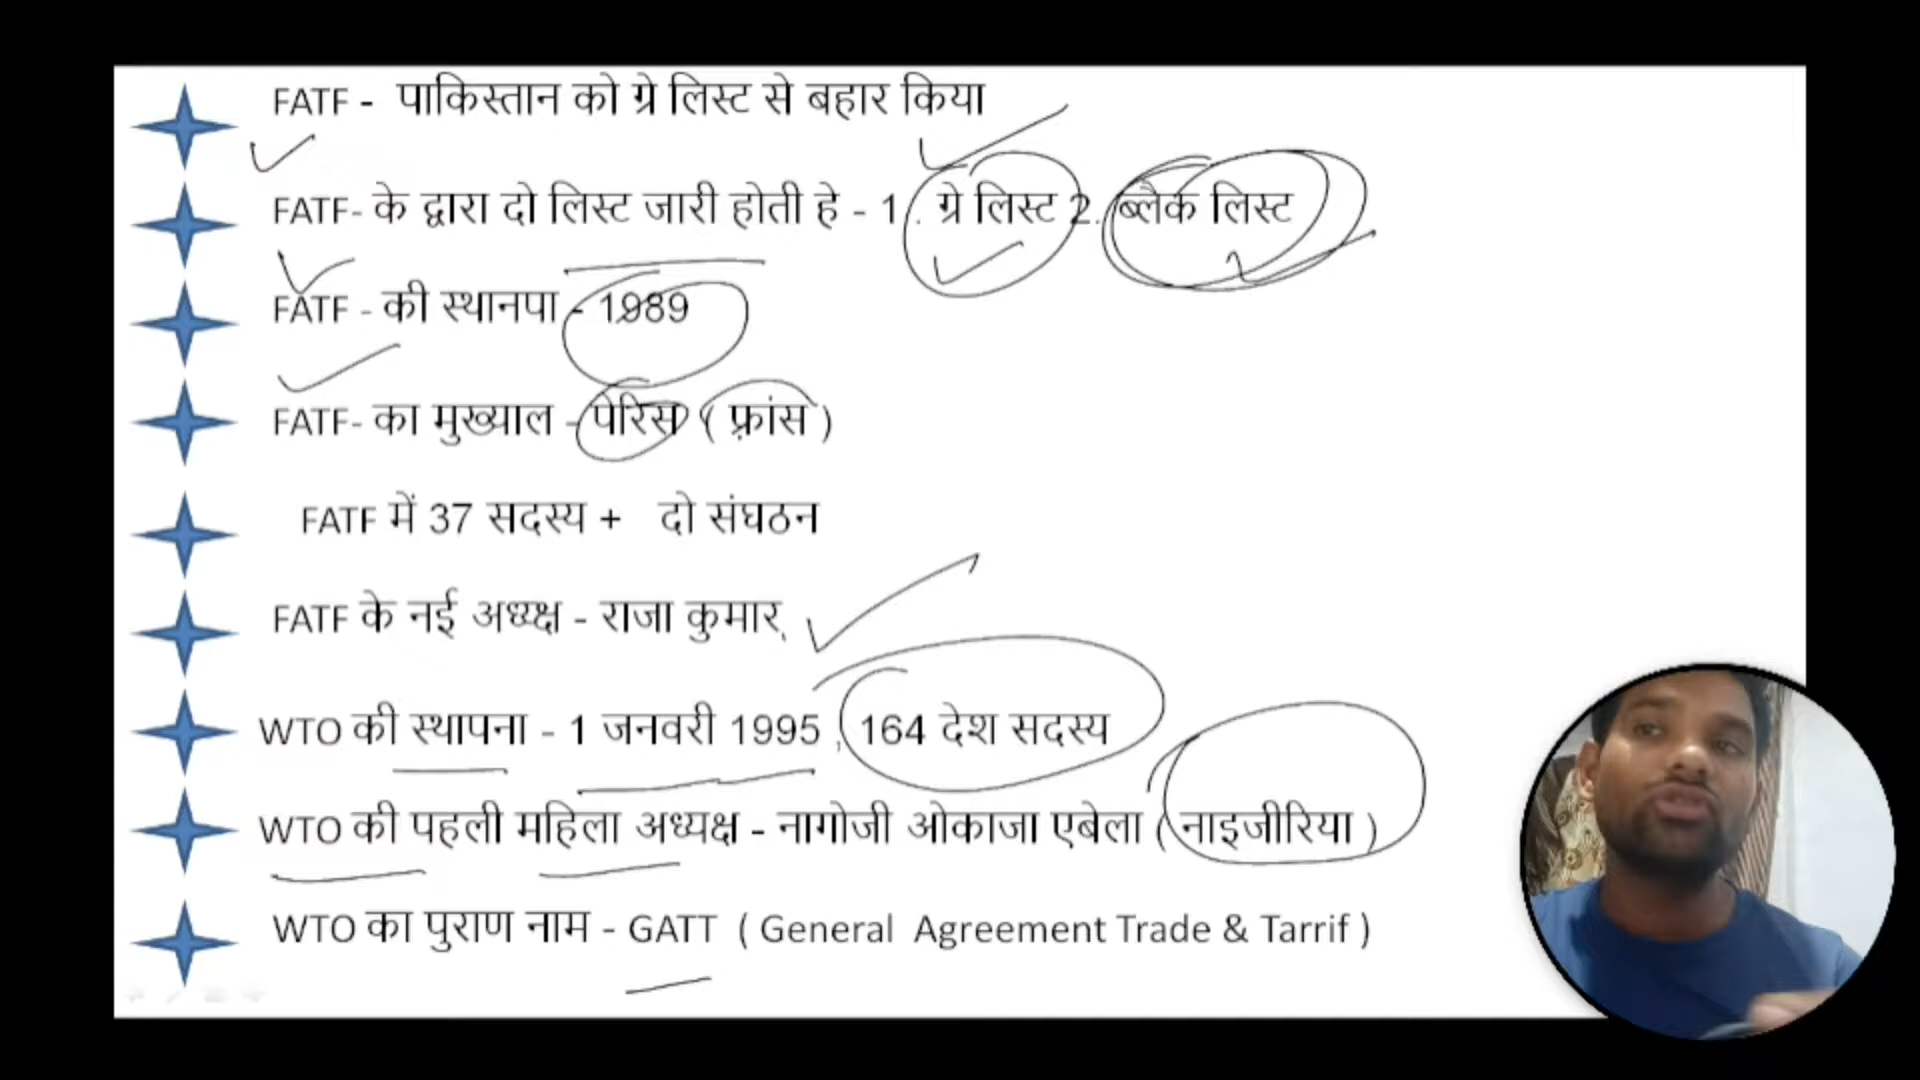 FATF - पाकिस्तान को ग्रे लिस्ट से बहार किया
FATF- के द्वारा दो लिस्ट जारी होती हे - 1 . ग्रे लिस्ट 2. ब्लैक लिस्ट
FATF - की स्थानपा - 1989
FATF- का मुख्याल - पेरिस ( फ़्रांस )
FATF में 37 सदस्य + दो संघठन
FATF के नई अध्य्क्ष - राजा कुमार,
WTO की स्थापना - 1 जनवरी 1995 , 164 देश सदस्य
WTO की पहली महिला अध्यक्ष - नागोजी ओकाजा एबेला ( नाइजीरिया )
WTO का पुराण नाम - GATT ( General Agreement Trade & Tarrif )